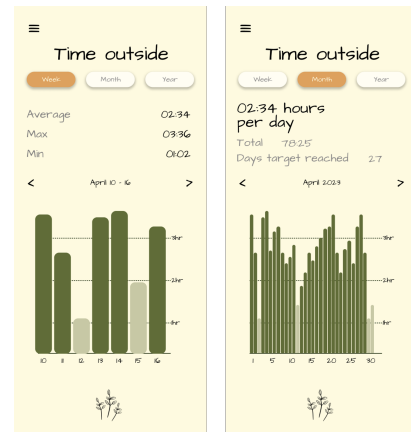 Time outside
Week Month Year
Average 02:34
Max 03:36
Min 01:02
< April 10 - 16 >
3hr
2hr
1hr
10 11 12 13 14 15 16
Time outside
Week Month Year
02:34 hours
per day
Total 78:25
Days target reached 27
< April 2023 >
3hr
2hr
1hr
1 5 10 15 20 25 30